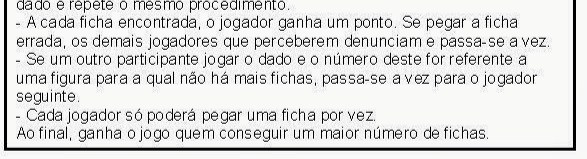 dado e repete o mesmo procedimento.
- A cada ficha encontrada, o jogador ganha um ponto. Se pegar a ficha
errada, os demais jogadores que perceberem denunciam e passa-se a vez.
- Se um outro participante jogar o dado e o número deste for referente a
uma figura para a qual não há mais fichas, passa-se a vez para o jogador
seguinte.
- Cada jogador só poderá pegar uma ficha por vez.
Ao final, ganha o jogo quem conseguir um maior número de fichas.